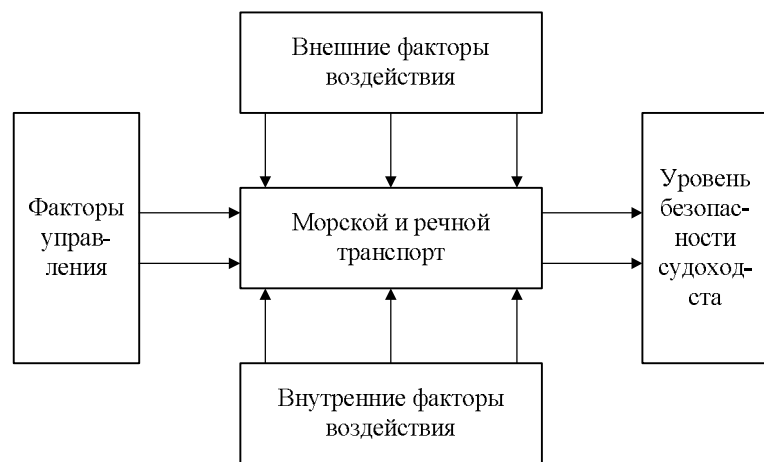 Внешние факторы
воздействия
Факторы
управ-
ления
Морской и речной
транспорт
Уровень
безопас-
ности
судоход-
ста
Внутренние факторы
воздействия